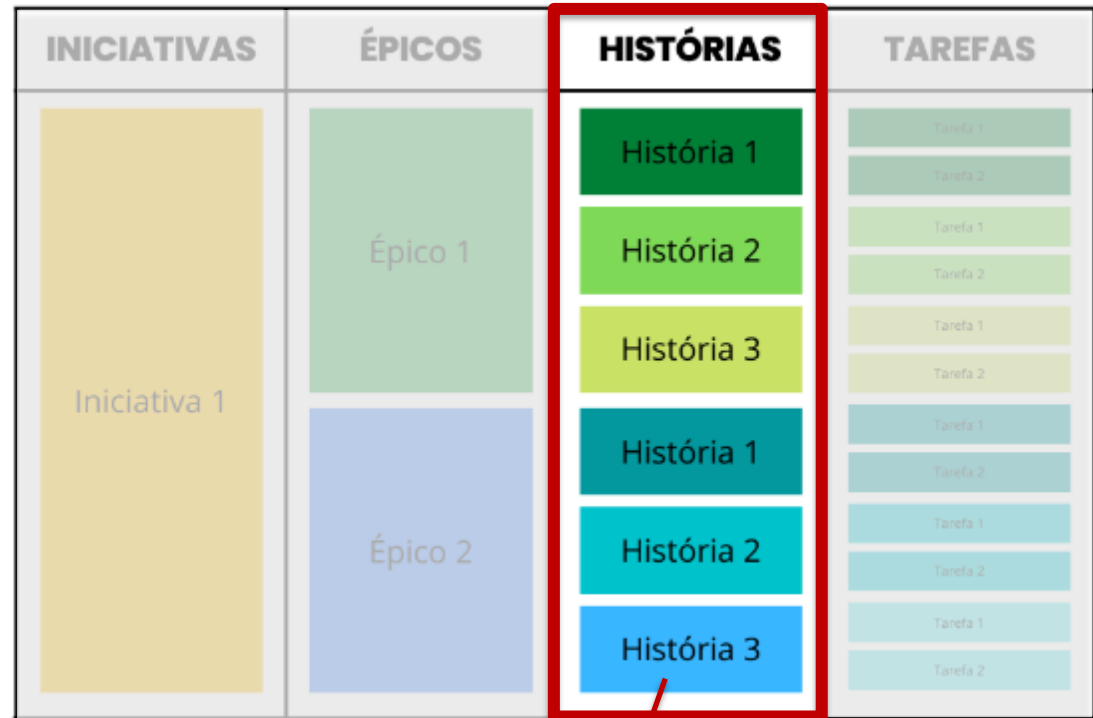 INICIATIVAS
ÉPICOS
HISTÓRIAS
TAREFAS
Iniciativa 1
Épico 1
Épico 2
História 1
História 2
História 3
História 1
História 2
História 3
Tarefa 1
Tarefa 2
Tarefa 1
Tarefa 2
Tarefa 1
Tarefa 2
Tarefa 1
Tarefa 2
Tarefa 1
Tarefa 2
Tarefa 1
Tarefa 2